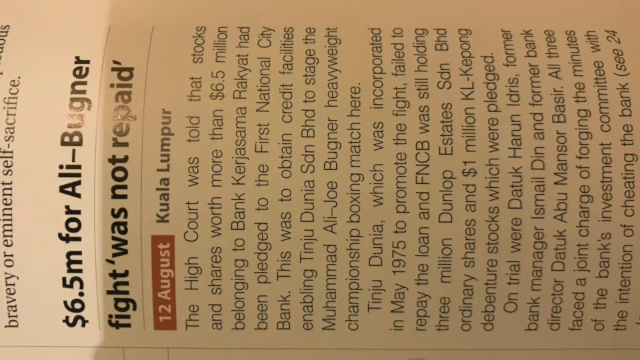 bravery or eminent self-sacrifice.
$6.5m for Ali–Bugner
fight ‘was not repaid’
12 August Kuala Lumpur
The High Court was told that stocks
and shares worth more than $6.5 million
belonging to Bank Kerjasama Rakyat had
been pledged to the First National City
Bank. This was to obtain credit facilities
enabling Tinju Dunia Sdn Bhd to stage the
Muhammad Ali-Joe Bugner heavyweight
championship boxing match here.
Tinju Dunia, which was incorporated
in May 1975 to promote the fight, failed to
repay the loan and FNCB was still holding
three million Dunlop Estates Sdn Bhd
ordinary shares and $1 million KL-Kepong
debenture stocks which were pledged.
On trial were Datuk Harun Idris, former
bank manager Ismail Din and former bank
director Datuk Abu Mansor Basir. All three
faced a joint charge of forging the minutes
of the bank's investment committee with
the intention of cheating the bank (see 24